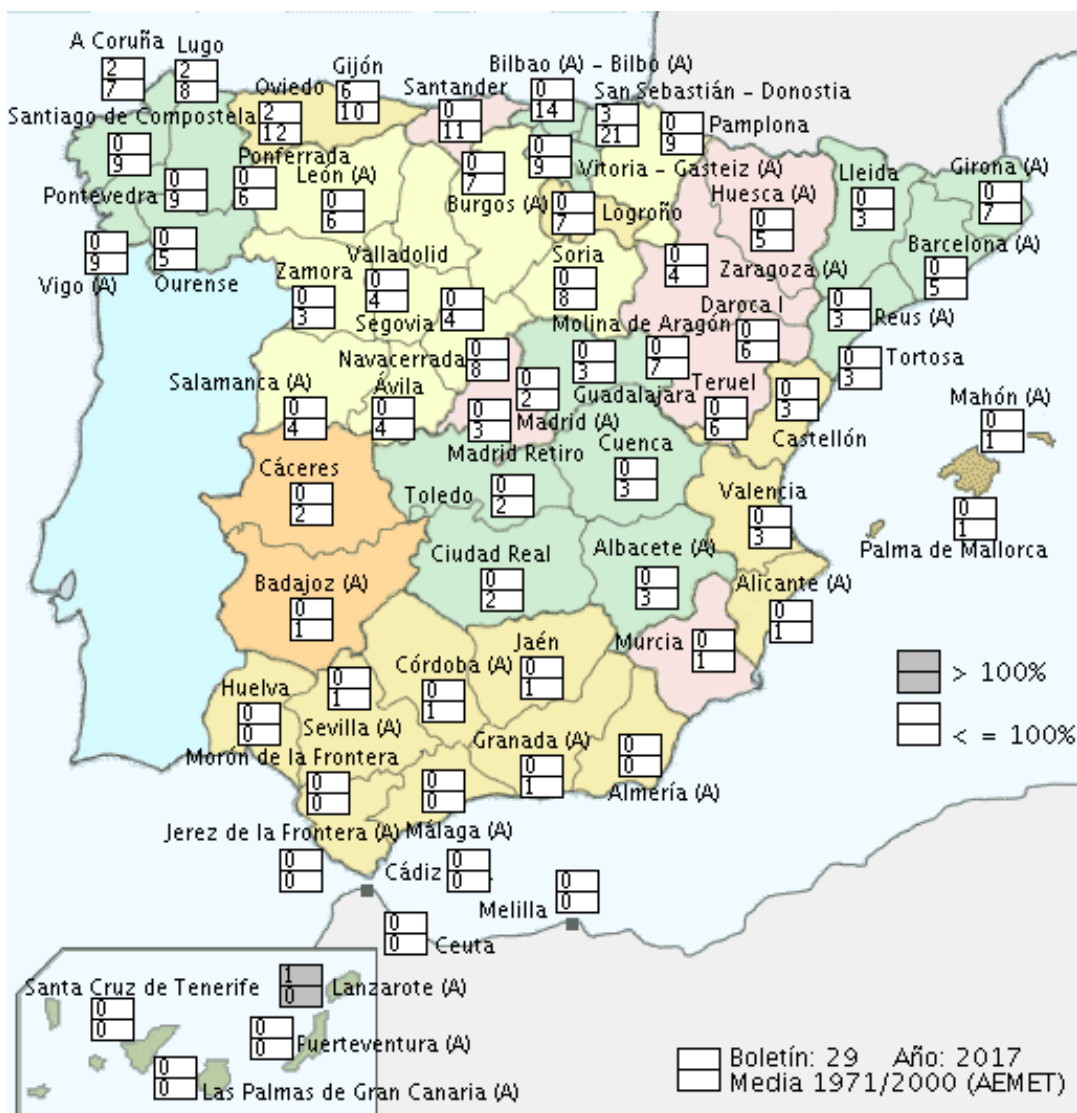 A Coruña
2
7
Lugo
2
8
Oviedo
2
12
Gijón
6
10
Santander
0
11
Bilbao (A) - Bilbo (A)
0
14
San Sebastián - Donostia
3
21
Pamplona
0
9
Santiago de Compostela
0
9
Pontevedra
0
9
Ponferrada
0
6
León (A)
0
6
Burgos (A)
0
7
Vitoria - Gasteiz (A)
0
9
Logroño
0
7
Huesca (A)
0
5
Lleida
0
3
Girona (A)
0
7
Vigo (A)
0
9
Ourense
0
5
Zamora
0
3
Valladolid
0
4
Soria
0
8
Zaragoza (A)
0
4
Barcelona (A)
0
5
Segovia
0
4
Molina de Aragón
0
7
Daroca I
0
6
Reus (A)
0
3
Tortosa
0
3
Navacerrada
0
8
Guadalajara
0
3
Salamanca (A)
0
4
Ávila
0
4
Madrid (A)
0
2
Madrid Retiro
0
3
Teruel
0
6
Castellón
0
3
Mahón (A)
0
1
Cáceres
0
2
Toledo
0
2
Cuenca
0
3
Valencia
0
3
Palma de Mallorca
0
1
Badajoz (A)
0
1
Ciudad Real
0
2
Albacete (A)
0
3
Alicante (A)
0
1
Murcia
0
1
Huelva
0
0
Sevilla (A)
0
1
Córdoba (A)
0
1
Jaén
0
1
Morón de la Frontera
0
0
Granada (A)
0
1
Almería (A)
0
0
Jerez de la Frontera (A)
0
0
Málaga (A)
0
0
Cádiz
0
0
Melilla
0
0
Ceuta
0
0
> 100%
< = 100%
Santa Cruz de Tenerife
0
0
Lanzarote (A)
1
0
Fuerteventura (A)
0
0
Las Palmas de Gran Canaria (A)
0
0
Boletín: 29 Año: 2017
Media 1971/2000 (AEMET)